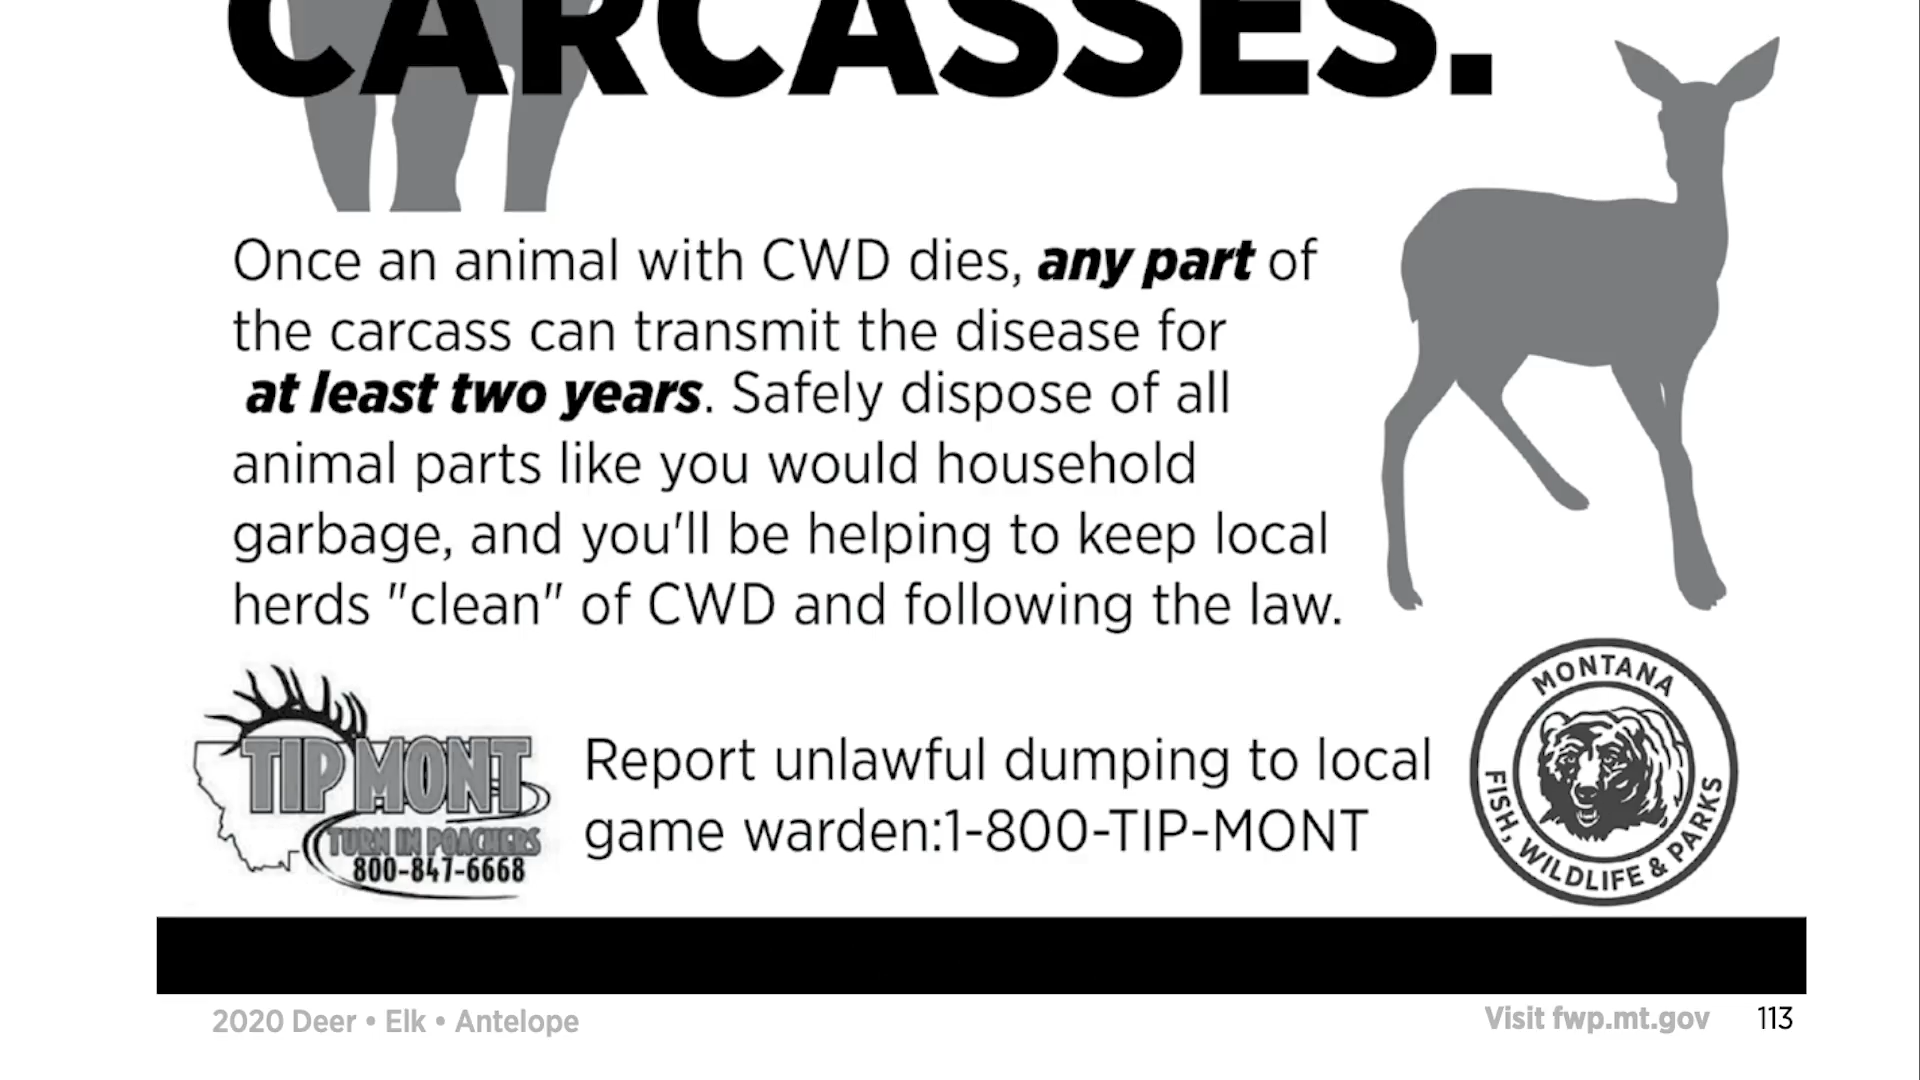 CARCASSES.
Once an animal with CWD dies, any part of
the carcass can transmit the disease for
at least two years. Safely dispose of all
animal parts like you would household
garbage, and you'll be helping to keep local
herds "clean" of CWD and following the law.
TIP MONT
TURN IN POACHERS
800-847-6668
Report unlawful dumping to local
game warden:1-800-TIP-MONT
MONTANA
FISH, WILDLIFE & PARKS
2020 Deer • Elk • Antelope
Visit fwp.mt.gov 113